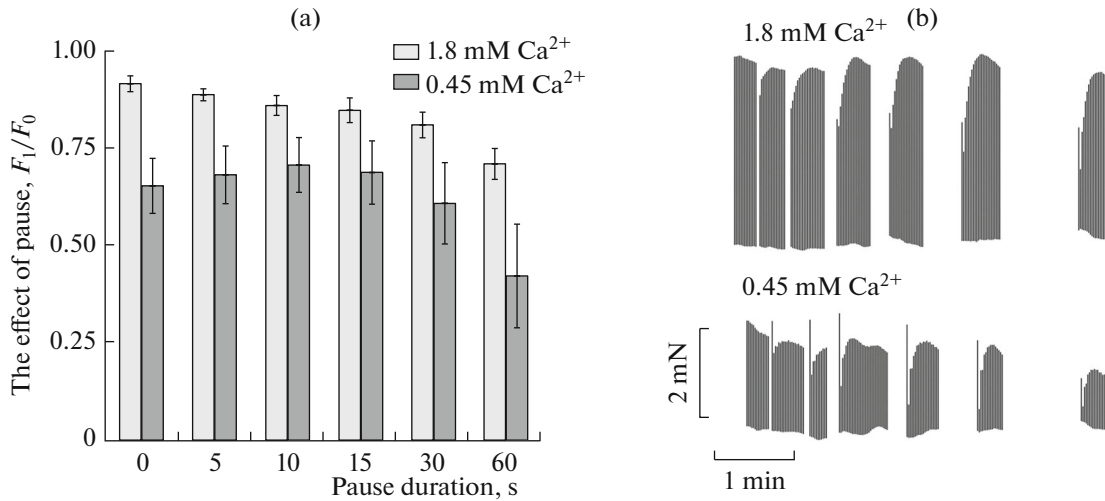 (a)
The effect of pause, F₁/F₀
1.00
0.75
0.50
0.25
0
1.8 mM Ca²⁺
0.45 mM Ca²⁺
0 5 10 15 30 60
Pause duration, s
(b)
1.8 mM Ca²⁺
0.45 mM Ca²⁺
2 mN
1 min